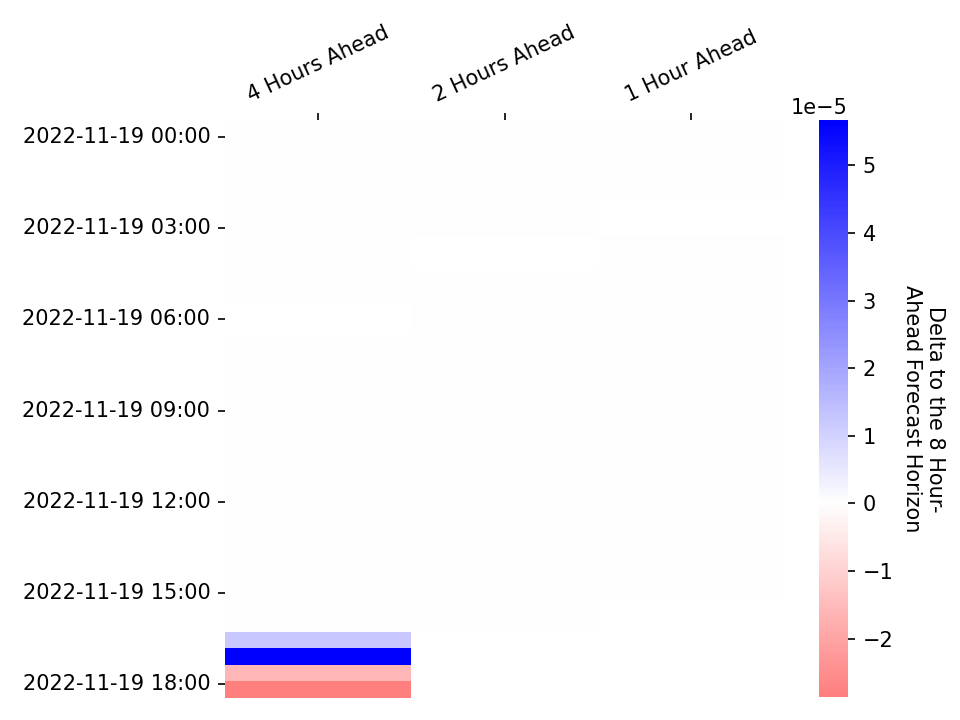 4 Hours Ahead
2 Hours Ahead
1 Hour Ahead
2022-11-19 00:00
2022-11-19 03:00
2022-11-19 06:00
2022-11-19 09:00
2022-11-19 12:00
2022-11-19 15:00
2022-11-19 18:00
1e−5
5
4
3
2
1
0
−1
−2
Delta to the 8 Hour-
Ahead Forecast Horizon